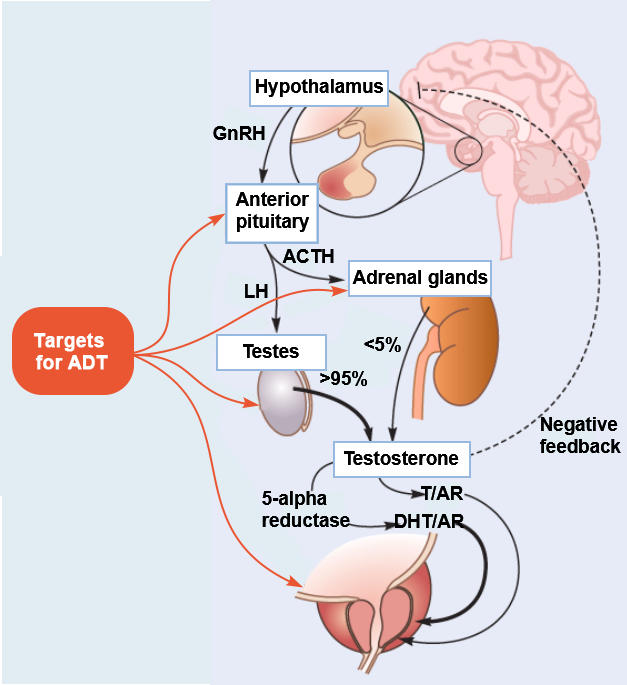 Hypothalamus
GnRH
Anterior
pituitary
ACTH
Adrenal glands
LH
Targets
for ADT
Testes
<5%
>95%
Negative
feedback
Testosterone
T/AR
5-alpha
reductase
DHT/AR